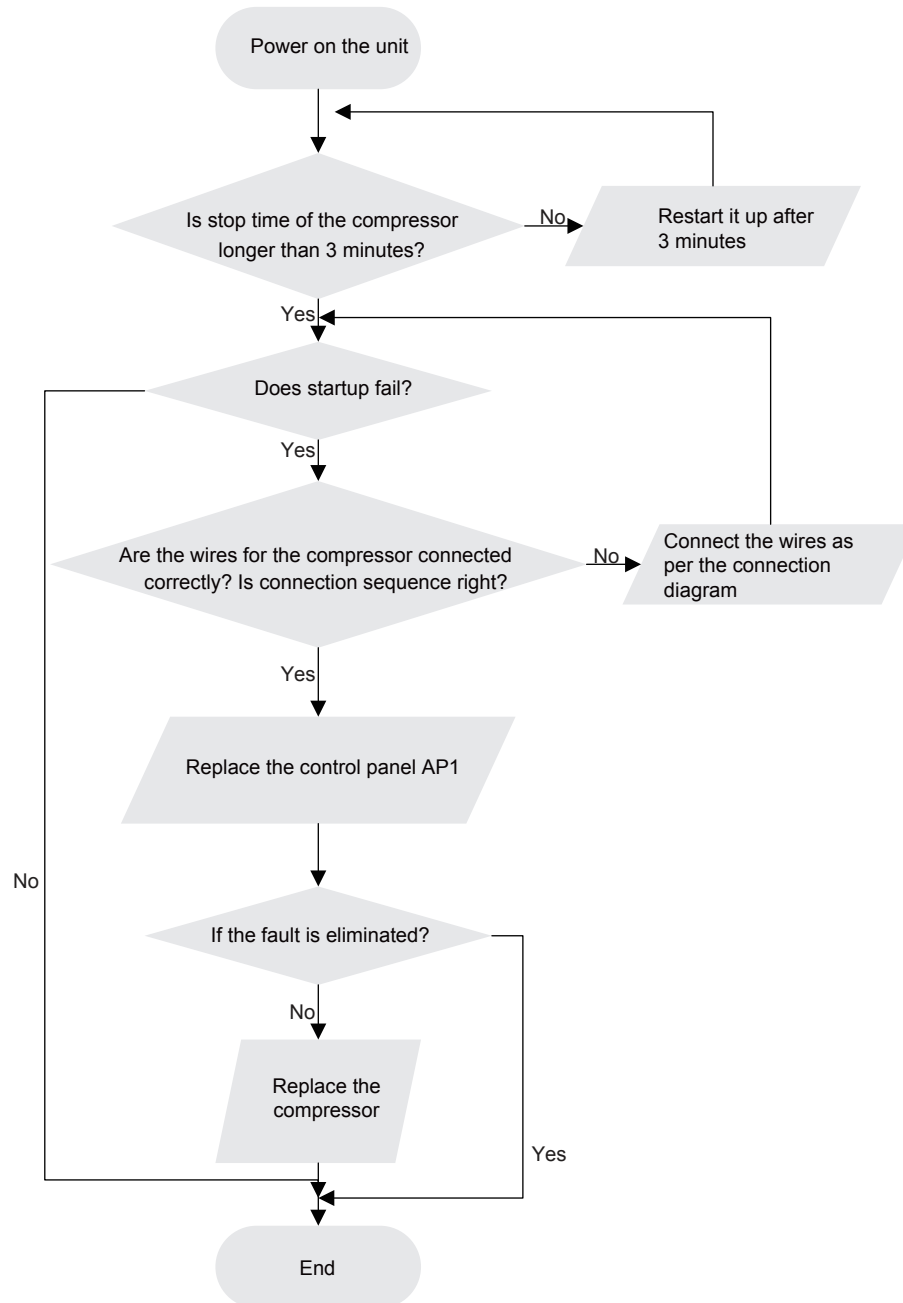 Power on the unit
Is stop time of the compressor
longer than 3 minutes?
No
Restart it up after
3 minutes
Yes
Does startup fail?
Yes
Are the wires for the compressor connected
correctly? Is connection sequence right?
No
Connect the wires as
per the connection
diagram
Yes
Replace the control panel AP1
No
If the fault is eliminated?
No
Replace the
compressor
Yes
End